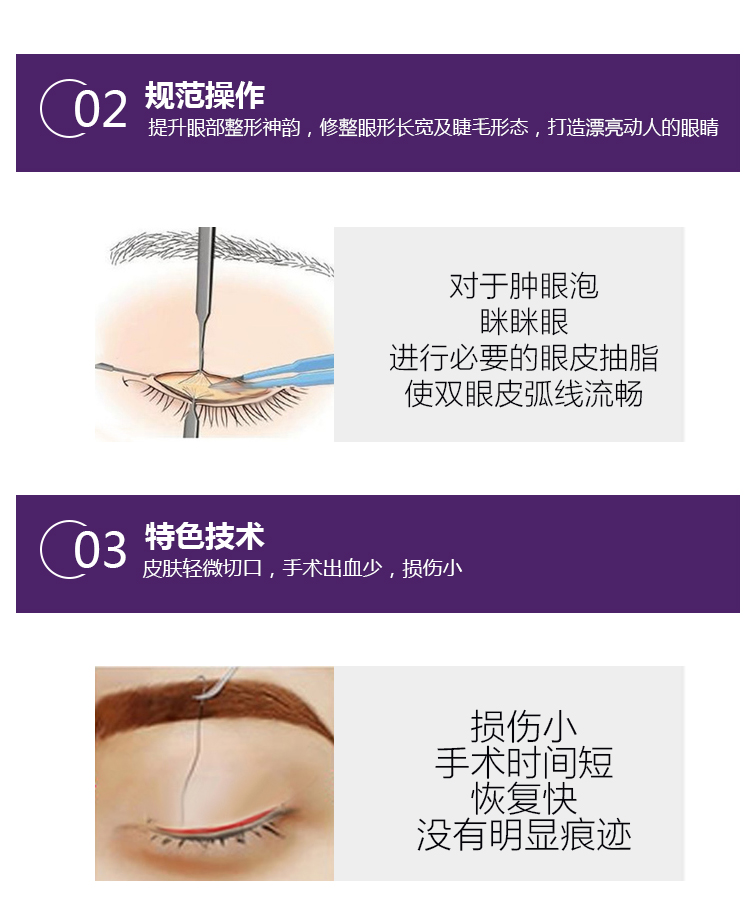 02
规范操作
提升眼部整形神韵，修整眼形长宽及睫毛形态，打造漂亮动人的眼睛
对于肿眼泡
眯眯眼
进行必要的眼皮抽脂
使双眼皮弧线流畅
03
特色技术
皮肤轻微切口，手术出血少，损伤小
损伤小
手术时间短
恢复快
没有明显痕迹